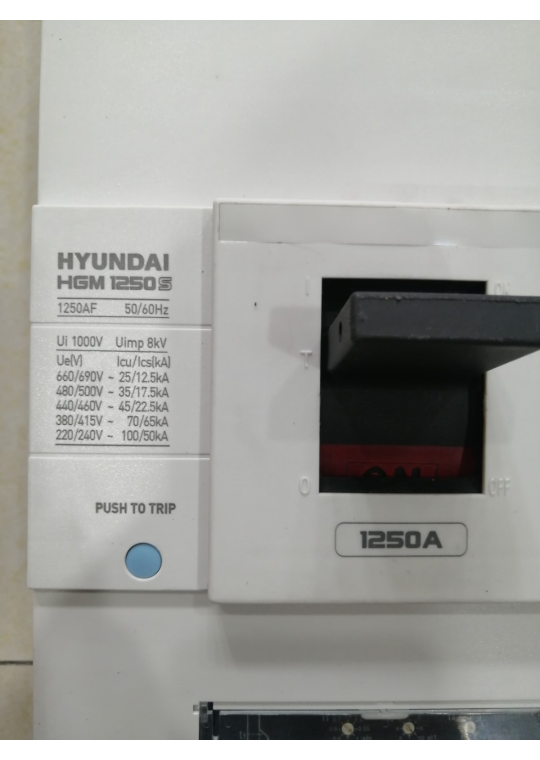 HYUNDAI
HGM 1250S
1250AF 50/60Hz
Ui 1000V Uimp 8kV
Ue(V) Icu/Ics(kA)
660/690V ~ 25/12.5kA
480/500V ~ 35/17.5kA
440/460V ~ 45/22.5kA
380/415V ~ 70/65kA
220/240V ~ 100/50kA
PUSH TO TRIP
I ON
T
ON
O OFF
1250A